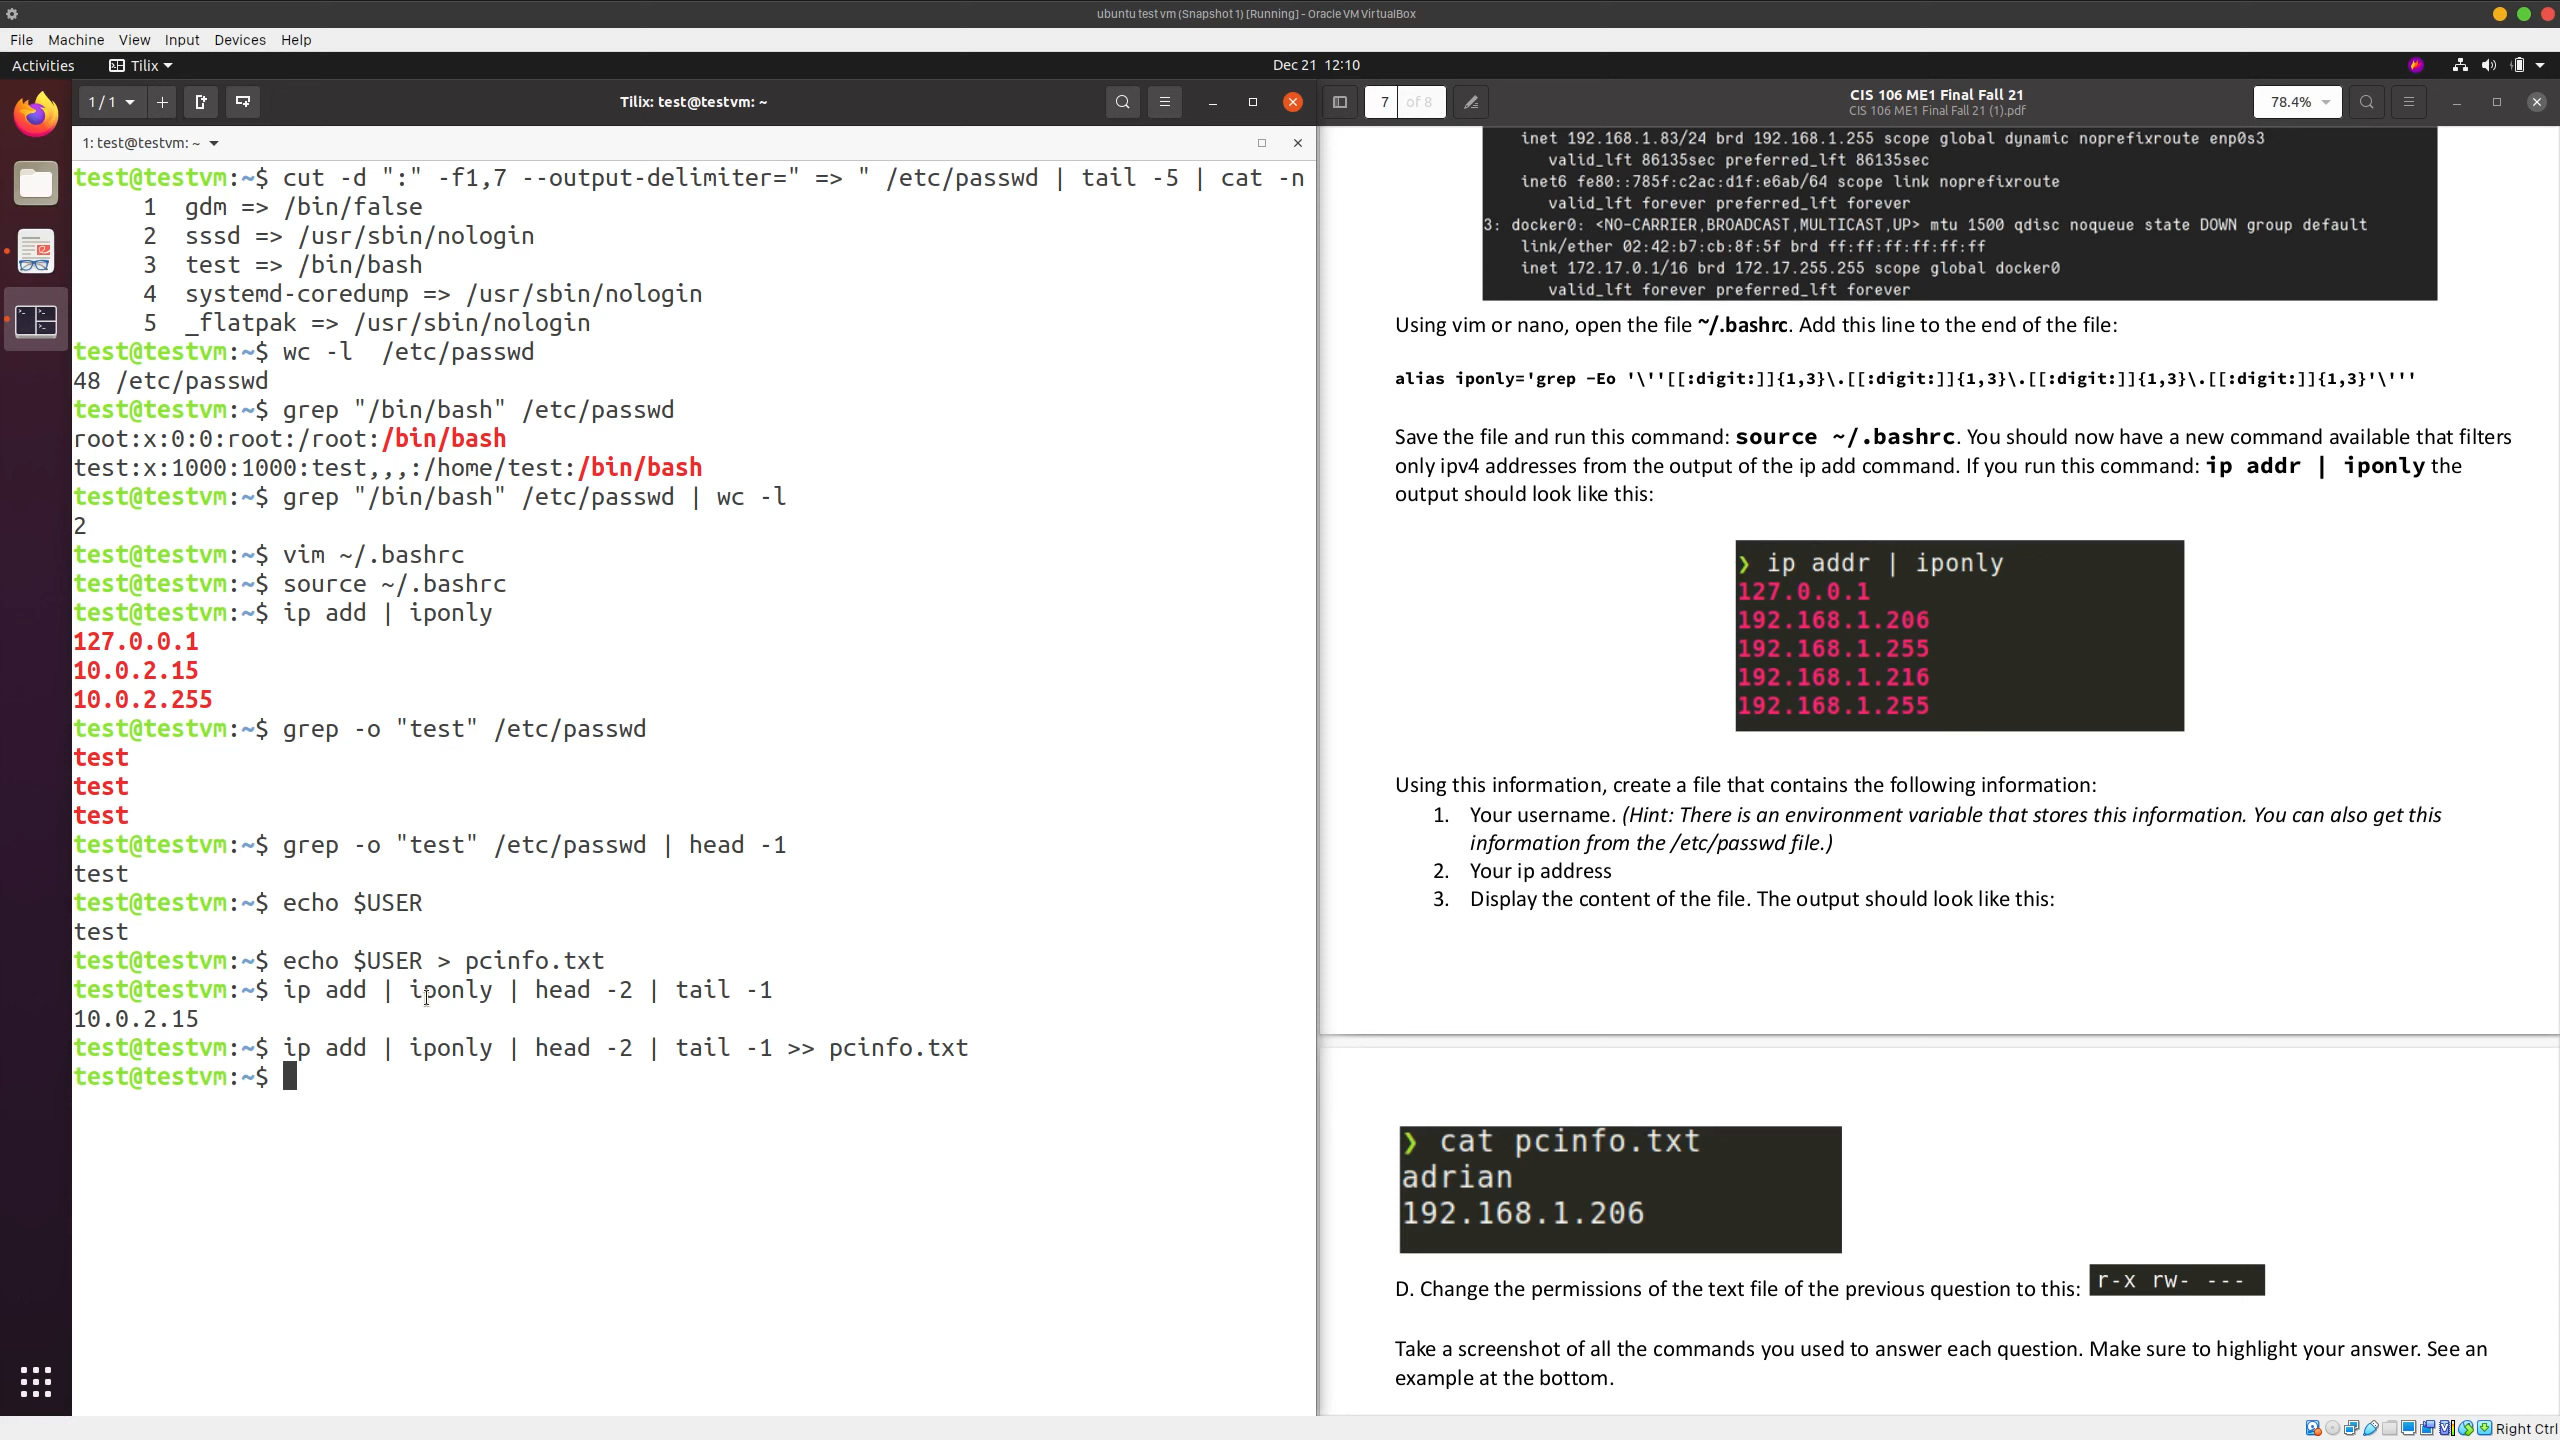 ubuntu test vm (Snapshot 1) [Running] - Oracle VM VirtualBox
File Machine View Input Devices Help
Activities Tilix Dec 21 12:10
1 / 1 Tilix: test@testvm: ~
1: test@testvm: ~
test@testvm:~$ cut -d ":" -f1,7 --output-delimiter=" => " /etc/passwd | tail -5 | cat -n
1 gdm => /bin/false
2 sssd => /usr/sbin/nologin
3 test => /bin/bash
4 systemd-coredump => /usr/sbin/nologin
5 _flatpak => /usr/sbin/nologin
test@testvm:~$ wc -l  /etc/passwd
48 /etc/passwd
test@testvm:~$ grep "/bin/bash" /etc/passwd
root:x:0:0:root:/root:/bin/bash
test:x:1000:1000:test,,,:/home/test:/bin/bash
test@testvm:~$ grep "/bin/bash" /etc/passwd | wc -l
2
test@testvm:~$ vim ~/.bashrc
test@testvm:~$ source ~/.bashrc
test@testvm:~$ ip add | iponly
127.0.0.1
10.0.2.15
10.0.2.255
test@testvm:~$ grep -o "test" /etc/passwd
test
test
test
test@testvm:~$ grep -o "test" /etc/passwd | head -1
test
test@testvm:~$ echo $USER
test
test@testvm:~$ echo $USER > pcinfo.txt
test@testvm:~$ ip add | iponly | head -2 | tail -1
10.0.2.15
test@testvm:~$ ip add | iponly | head -2 | tail -1 >> pcinfo.txt
test@testvm:~$
7 of 8 CIS 106 ME1 Final Fall 21 78.4%
CIS 106 ME1 Final Fall 21 (1).pdf
inet 192.168.1.83/24 brd 192.168.1.255 scope global dynamic noprefixroute enp0s3
valid_lft 86135sec preferred_lft 86135sec
inet6 fe80::785f:c2ac:d1f:e6ab/64 scope link noprefixroute
valid_lft forever preferred_lft forever
3: docker0: <NO-CARRIER,BROADCAST,MULTICAST,UP> mtu 1500 qdisc noqueue state DOWN group default
link/ether 02:42:b7:cb:8f:5f brd ff:ff:ff:ff:ff:ff
inet 172.17.0.1/16 brd 172.17.255.255 scope global docker0
valid_lft forever preferred_lft forever
Using vim or nano, open the file ~/.bashrc. Add this line to the end of the file:
alias iponly='grep -Eo '\''[[:digit:]]{1,3}\.[[:digit:]]{1,3}\.[[:digit:]]{1,3}\.[[:digit:]]{1,3}'\'''
Save the file and run this command: source ~/.bashrc. You should now have a new command available that filters
only ipv4 addresses from the output of the ip add command. If you run this command: ip addr | iponly the
output should look like this:
❯ ip addr | iponly
127.0.0.1
192.168.1.206
192.168.1.255
192.168.1.216
192.168.1.255
Using this information, create a file that contains the following information:
1. Your username. (Hint: There is an environment variable that stores this information. You can also get this
information from the /etc/passwd file.)
2. Your ip address
3. Display the content of the file. The output should look like this:
❯ cat pcinfo.txt
adrian
192.168.1.206
D. Change the permissions of the text file of the previous question to this: r-x rw- ---
Take a screenshot of all the commands you used to answer each question. Make sure to highlight your answer. See an
example at the bottom.
Right Ctrl